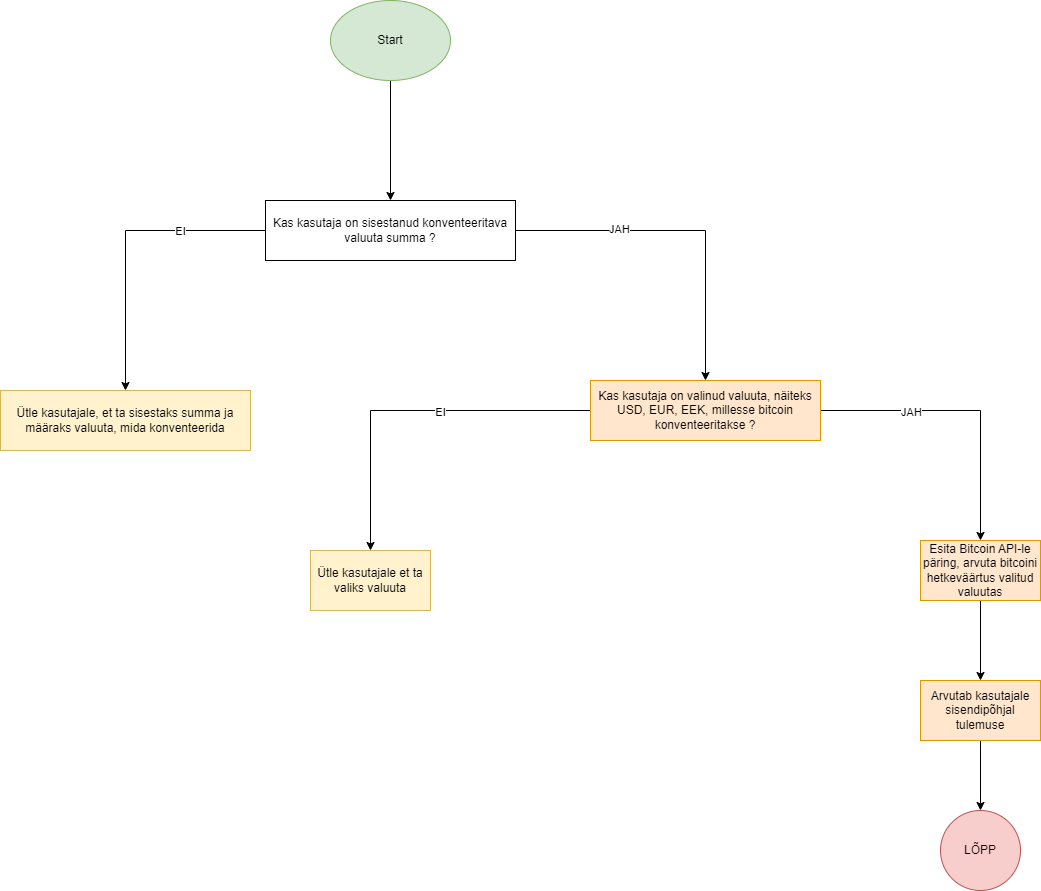 Start
Kas kasutaja on sisestanud konventeeritava
valuuta summa ?
EI
JAH
Kas kasutaja on valinud valuuta, näiteks
USD, EUR, EEK, millesse bitcoin
konventeeritakse ?
Ütle kasutajale, et ta sisestaks summa ja
määraks valuuta, mida konventeerida
EI
JAH
Esita Bitcoin API-le
päring, arvuta bitcoini
hetkeväärtus valitud
valuutas
Ütle kasutajale et ta
valiks valuuta
Arvutab kasutajale
sisendipõhjal
tulemuse
LÕPP